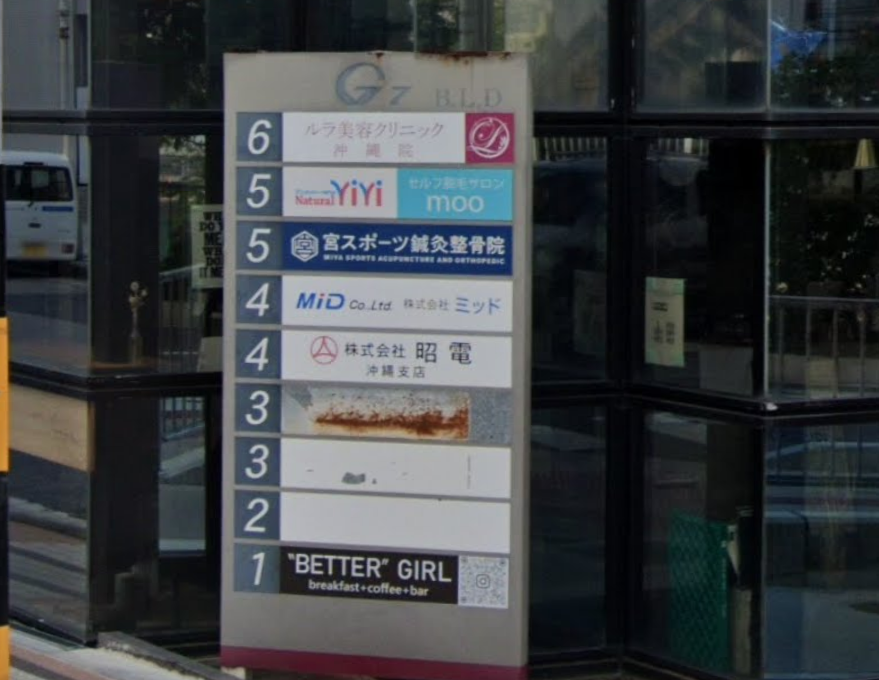 G7 B.L.D
6 ルラ美容クリニック
沖縄院
5 Natural YiYi セルフ脱毛サロン
moo
5 宮スポーツ鍼灸整骨院
MIYA SPORTS ACUPUNCTURE AND ORTHOPEDIC
4 MiD Co.,Ltd. 株式会社 ミッド
4 株式会社 昭電
沖縄支店
3
3
2
1 "BETTER" GIRL
breakfast+coffee+bar